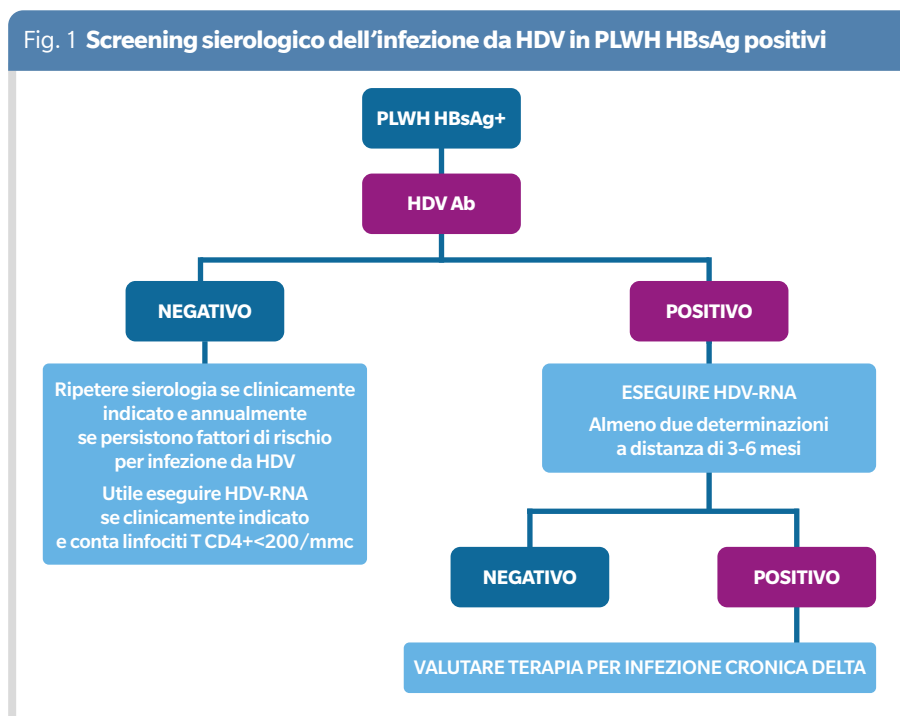 Fig. 1 Screening sierologico dell'infezione da HDV in PLWH HBsAg positivi
PLWH HBsAg+
HDV Ab
NEGATIVO
POSITIVO
Ripetere sierologia se clinicamente
indicato e annualmente
se persistono fattori di rischio
per infezione da HDV
Utile eseguire HDV-RNA
se clinicamente indicato
e conta linfociti T CD4+<200/mmc
ESEGUIRE HDV-RNA
Almeno due determinazioni
a distanza di 3-6 mesi
NEGATIVO
POSITIVO
VALUTARE TERAPIA PER INFEZIONE CRONICA DELTA